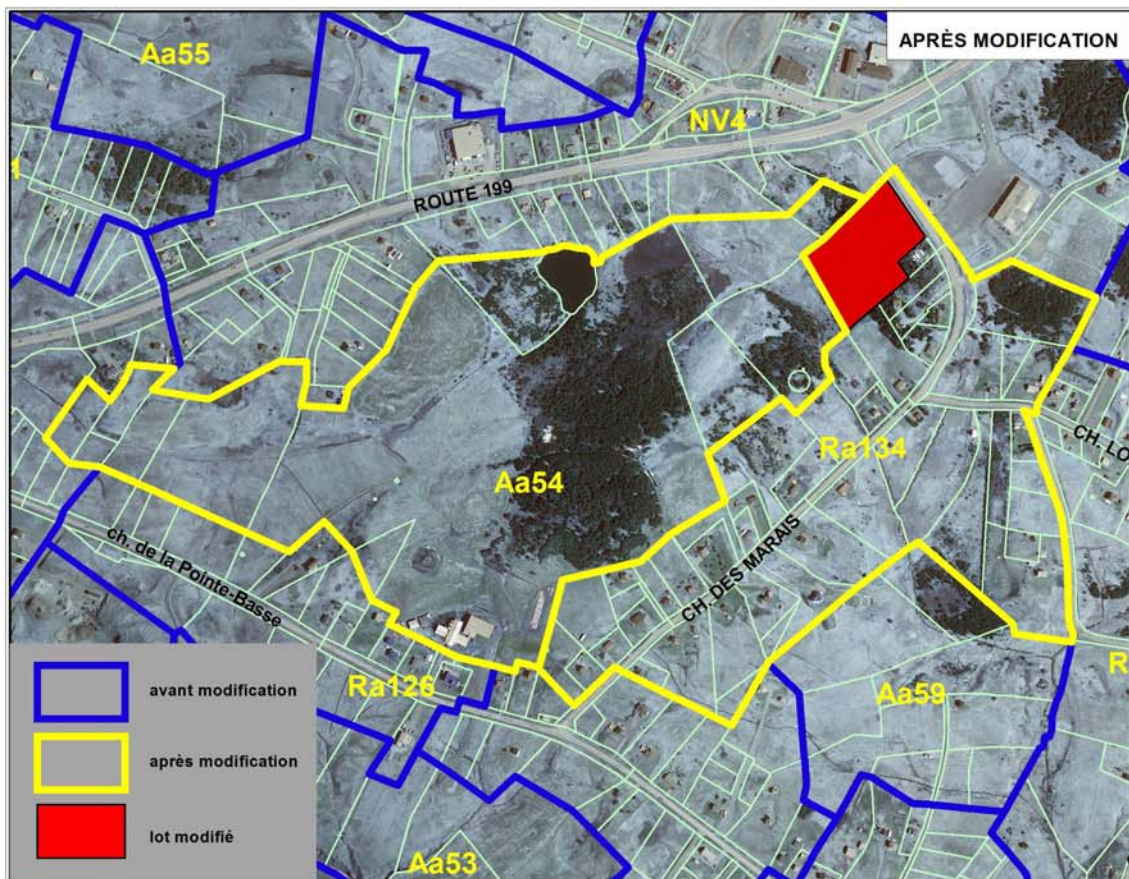 APRÈS MODIFICATION
Aa55
NV4
ROUTE 199
Ra134
CH. LO
Aa54
CH. DES MARAIS
ch. de la Pointe-Basse
Ra126
Aa59
R
Aa53
avant modification
après modification
lot modifié